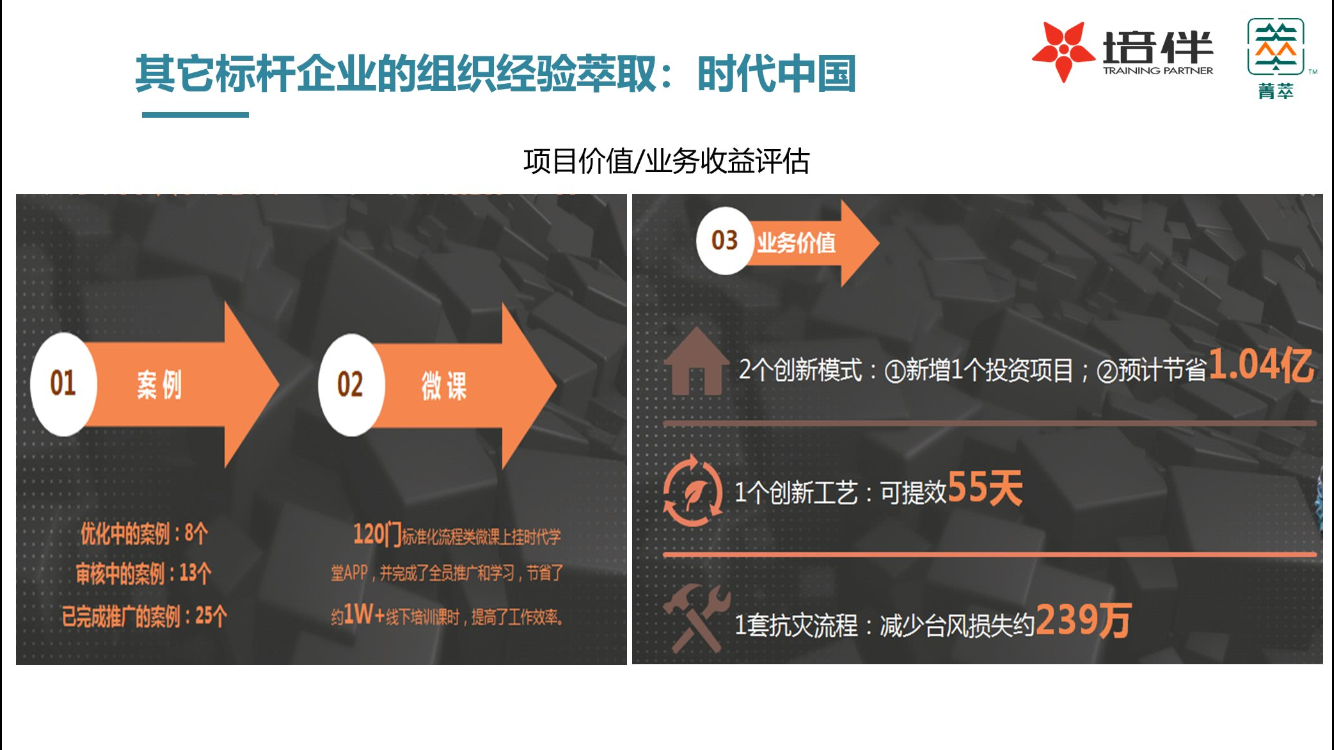 其它标杆企业的组织经验萃取：时代中国
培伴
TRAINING PARTNER
TM
菁萃
项目价值/业务收益评估
01
案例
02
微课
优化中的案例：8个
审核中的案例：13个
已完成推广的案例：25个
120门标准化流程类微课上挂时代学
堂APP，并完成了全员推广和学习，节省了
约1W+线下培训课时，提高了工作效率。
03
业务价值
2个创新模式：①新增1个投资项目；②预计节省1.04亿
1个创新工艺：可提效55天
1套抗灾流程：减少台风损失约239万